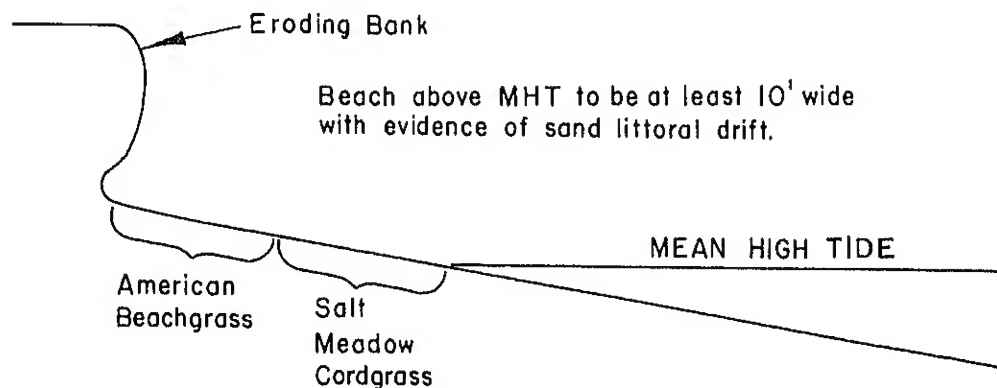 Eroding Bank
Beach above MHT to be at least 10' wide
with evidence of sand littoral drift.
MEAN HIGH TIDE
American
Beachgrass
Salt
Meadow
Cordgrass